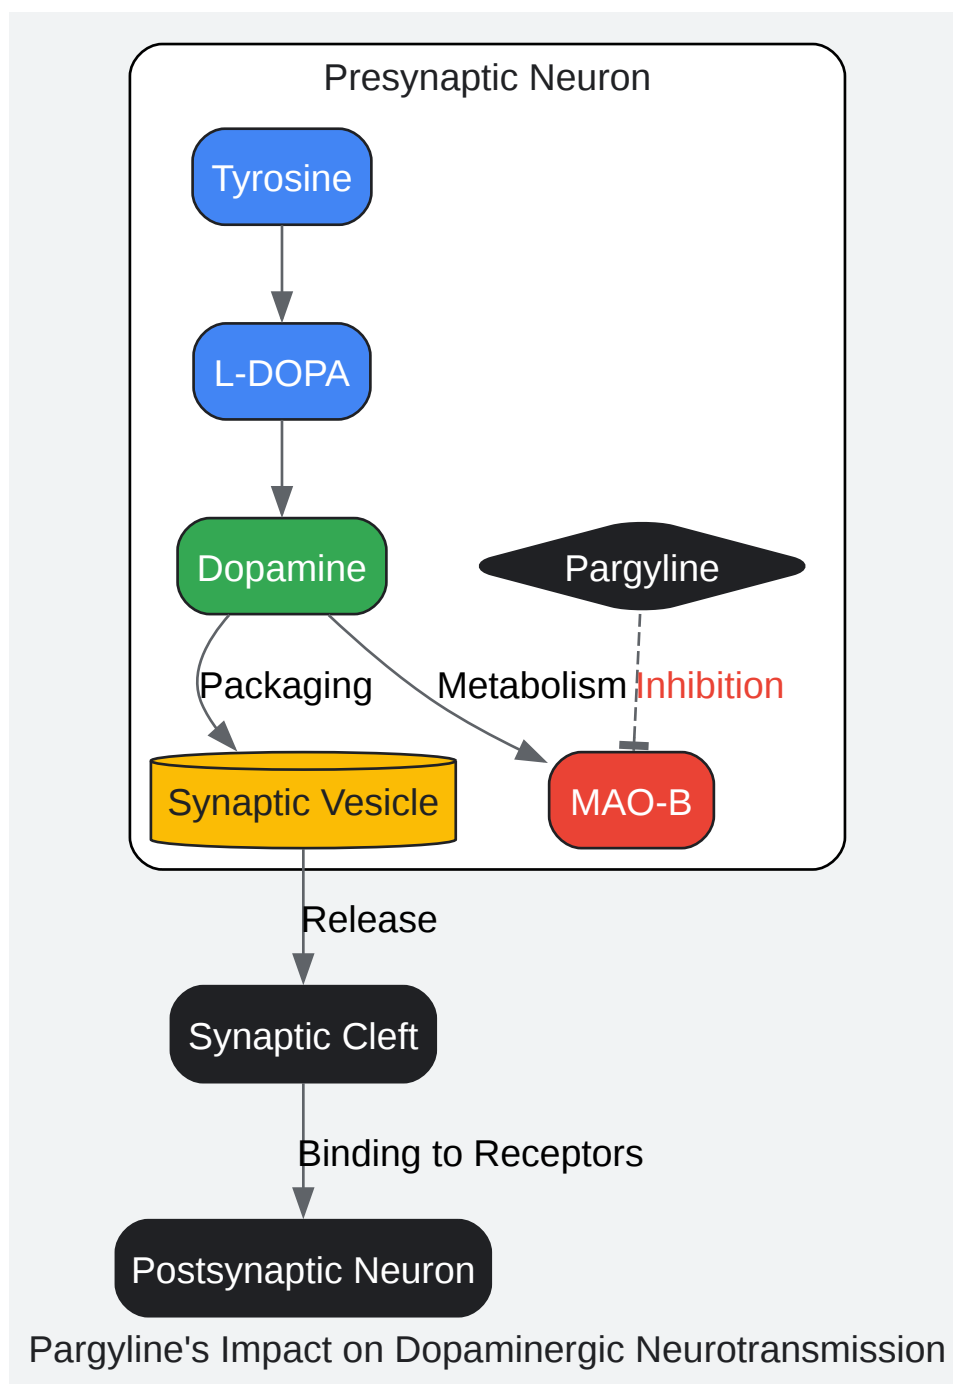 Presynaptic Neuron
Tyrosine
L-DOPA
Dopamine
Pargyline
Packaging
Metabolism
Inhibition
Synaptic Vesicle
MAO-B
Release
Synaptic Cleft
Binding to Receptors
Postsynaptic Neuron
Pargyline's Impact on Dopaminergic Neurotransmission